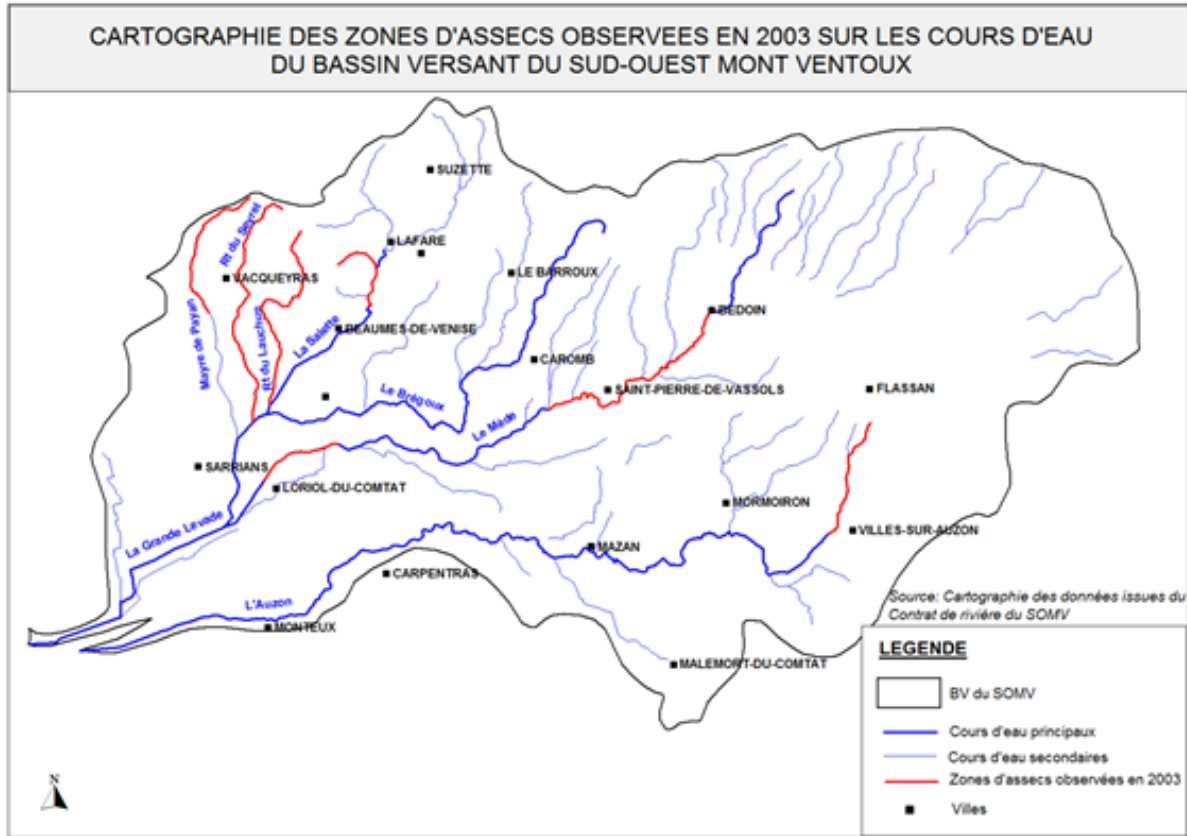 CARTOGRAPHIE DES ZONES D'ASSECS OBSERVEES EN 2003 SUR LES COURS D'EAU
DU BASSIN VERSANT DU SUD-OUEST MONT VENTOUX
SUZETTE
Rt du Seyrel
LAFARE
VACQUEYRAS
LE BARROUX
Mayre de Payan
Rt du Lauchun
La Salette
BEAUMES-DE-VENISE
BEDOIN
CAROMB
Le Brégoux
SAINT-PIERRE-DE-VASSOLS
FLASSAN
Le Mède
SARRIANS
LORIOL-DU-COMTAT
MORMOIRON
VILLES-SUR-AUZON
La Grande Levade
MAZAN
CARPENTRAS
L'Auzon
MONTEUX
MALEMORT-DU-COMTAT
Source: Cartographie des données issues du
Contrat de rivière du SOMV
LEGENDE
BV du SOMV
Cours d'eau principaux
Cours d'eau secondaires
Zones d'assecs observées en 2003
Villes
N